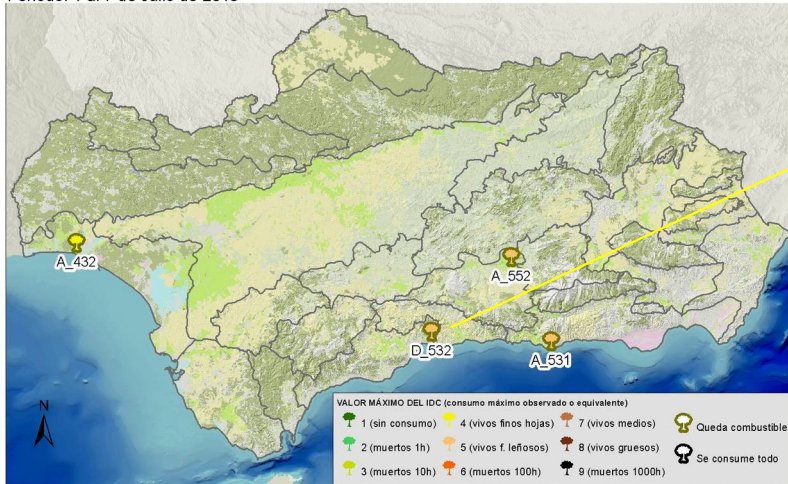 A_432
A_552
D_532
A_531
N
VALOR MÁXIMO DEL IDC (consumo máximo observado o equivalente)
1 (sin consumo) 4 (vivos finos hojas) 7 (vivos medios) Queda combustible
2 (muertos 1h) 5 (vivos f. leñosos) 8 (vivos gruesos)
3 (muertos 10h) 6 (muertos 100h) 9 (muertos 1000h) Se consume todo